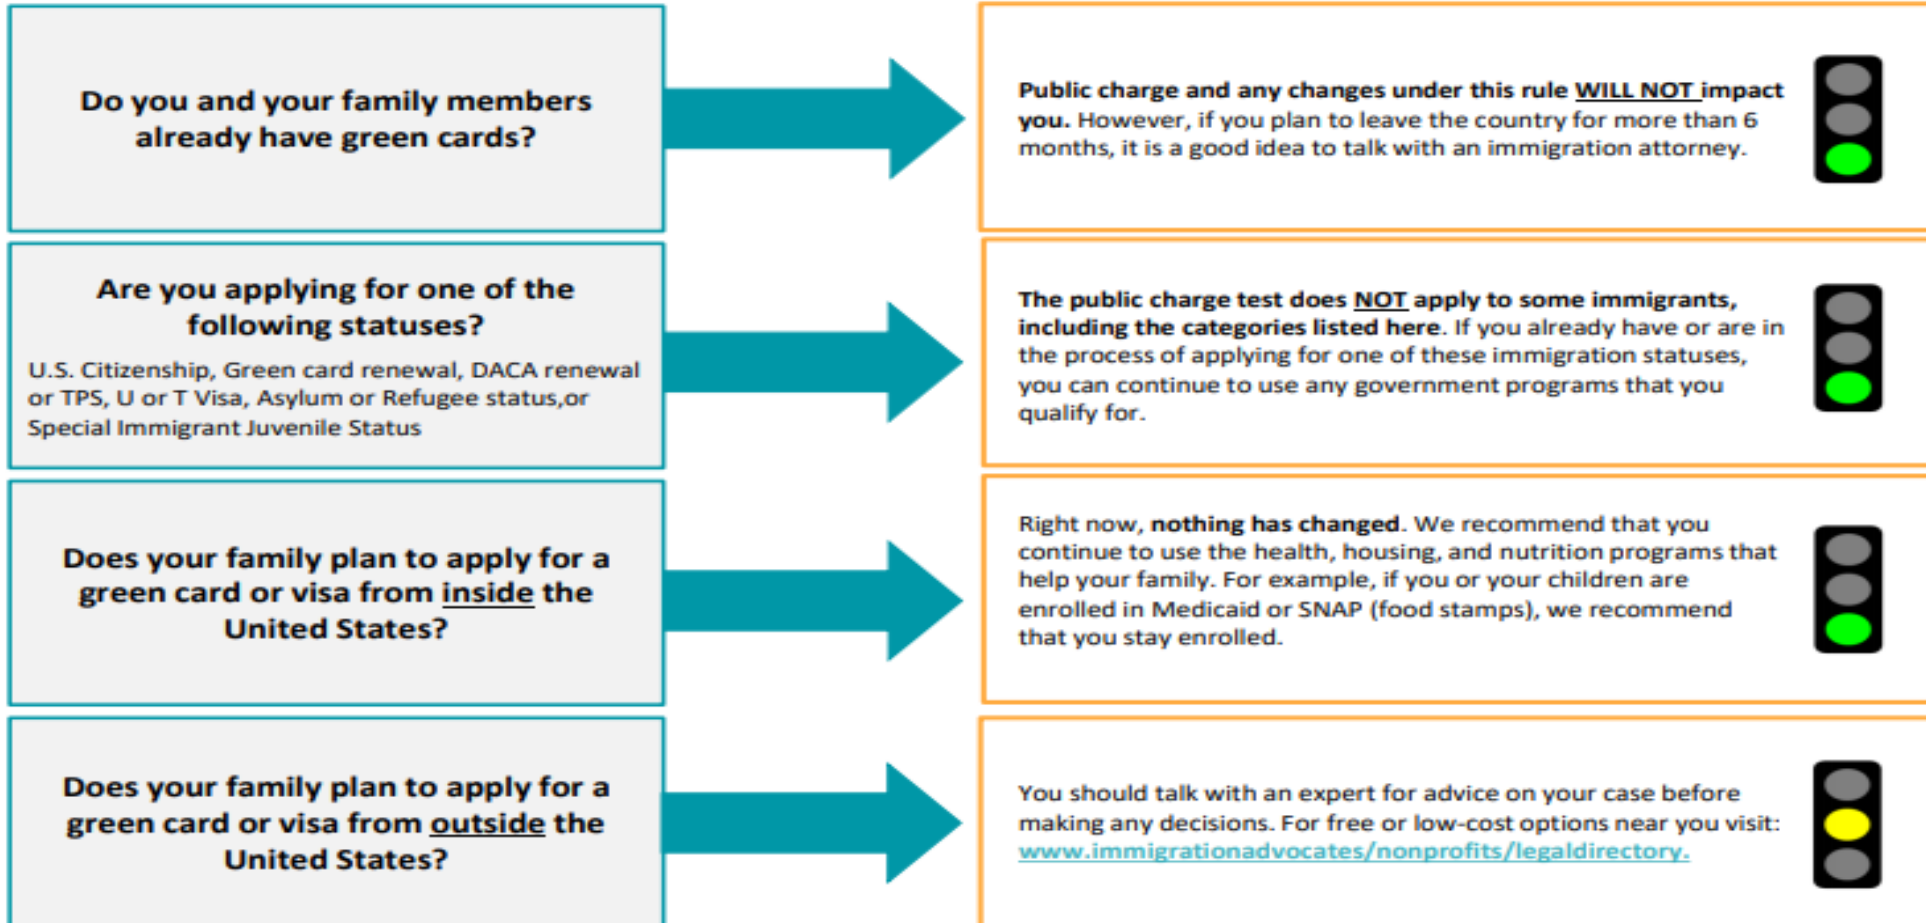 Do you and your family members
already have green cards?
Public charge and any changes under this rule WILL NOT impact
you. However, if you plan to leave the country for more than 6
months, it is a good idea to talk with an immigration attorney.
Are you applying for one of the
following statuses?
U.S. Citizenship, Green card renewal, DACA renewal
or TPS, U or T Visa, Asylum or Refugee status,or
Special Immigrant Juvenile Status
The public charge test does NOT apply to some immigrants,
including the categories listed here. If you already have or are in
the process of applying for one of these immigration statuses,
you can continue to use any government programs that you
qualify for.
Does your family plan to apply for a
green card or visa from inside the
United States?
Right now, nothing has changed. We recommend that you
continue to use the health, housing, and nutrition programs that
help your family. For example, if you or your children are
enrolled in Medicaid or SNAP (food stamps), we recommend
that you stay enrolled.
Does your family plan to apply for a
green card or visa from outside the
United States?
You should talk with an expert for advice on your case before
making any decisions. For free or low-cost options near you visit:
www.immigrationadvocates/nonprofits/legaldirectory.